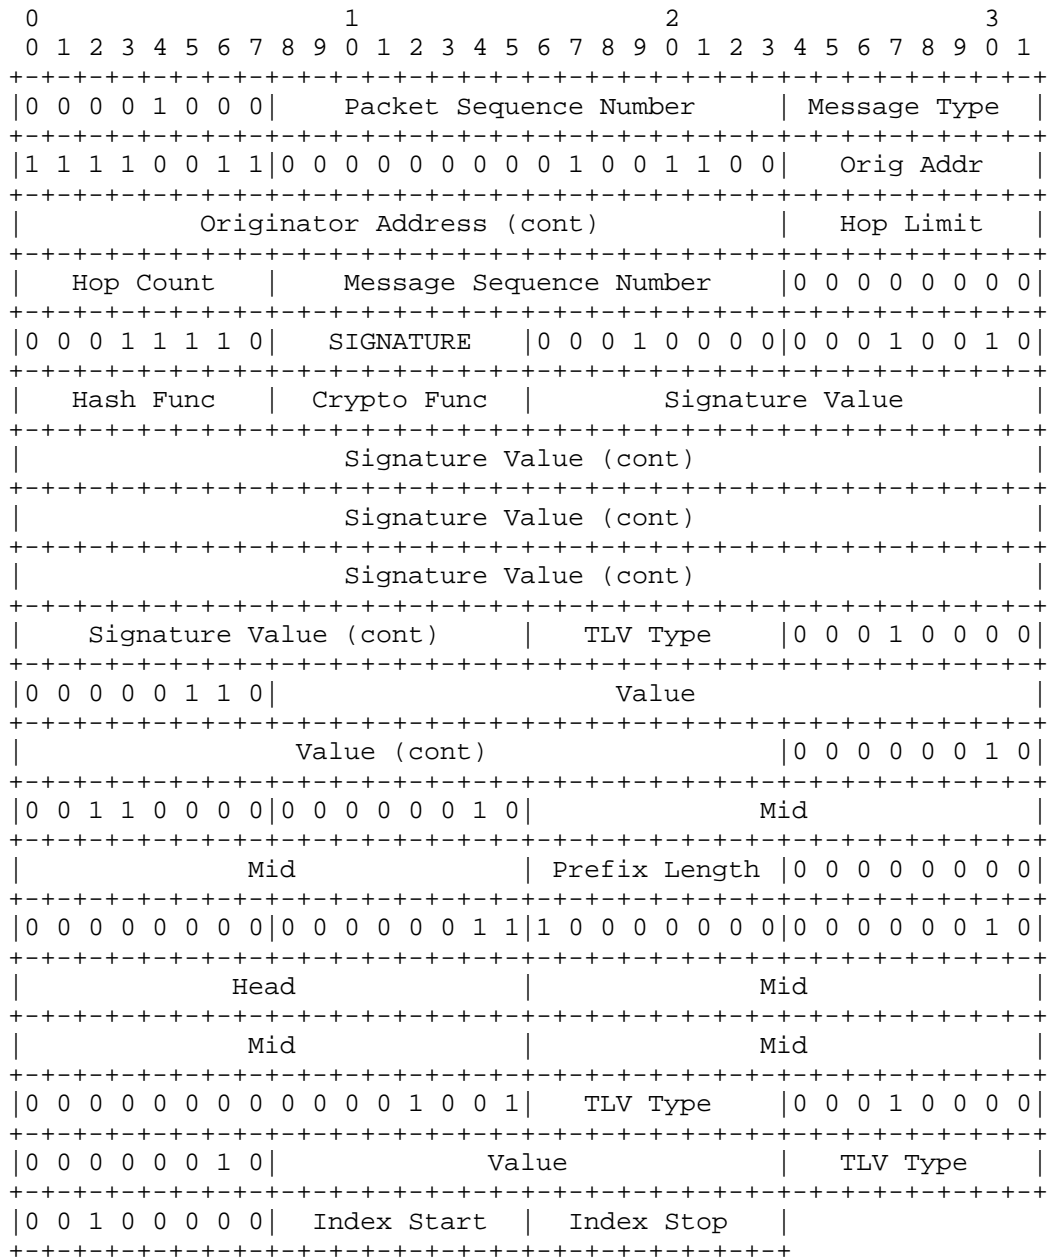 0                   1                   2                   3
 0 1 2 3 4 5 6 7 8 9 0 1 2 3 4 5 6 7 8 9 0 1 2 3 4 5 6 7 8 9 0 1
+-+-+-+-+-+-+-+-+-+-+-+-+-+-+-+-+-+-+-+-+-+-+-+-+-+-+-+-+-+-+-+-+
|0 0 0 0 1 0 0 0|    Packet Sequence Number     | Message Type  |
+-+-+-+-+-+-+-+-+-+-+-+-+-+-+-+-+-+-+-+-+-+-+-+-+-+-+-+-+-+-+-+-+
|1 1 1 1 0 0 1 1|0 0 0 0 0 0 0 0 0 1 0 0 1 1 0 0|   Orig Addr   |
+-+-+-+-+-+-+-+-+-+-+-+-+-+-+-+-+-+-+-+-+-+-+-+-+-+-+-+-+-+-+-+-+
|           Originator Address (cont)           |   Hop Limit   |
+-+-+-+-+-+-+-+-+-+-+-+-+-+-+-+-+-+-+-+-+-+-+-+-+-+-+-+-+-+-+-+-+
|   Hop Count   |    Message Sequence Number    |0 0 0 0 0 0 0 0|
+-+-+-+-+-+-+-+-+-+-+-+-+-+-+-+-+-+-+-+-+-+-+-+-+-+-+-+-+-+-+-+-+
|0 0 0 1 1 1 1 0|   SIGNATURE   |0 0 0 1 0 0 0 0|0 0 0 1 0 0 1 0|
+-+-+-+-+-+-+-+-+-+-+-+-+-+-+-+-+-+-+-+-+-+-+-+-+-+-+-+-+-+-+-+-+
|   Hash Func   |  Crypto Func  |        Signature Value        |
+-+-+-+-+-+-+-+-+-+-+-+-+-+-+-+-+-+-+-+-+-+-+-+-+-+-+-+-+-+-+-+-+
|                    Signature Value (cont)                     |
+-+-+-+-+-+-+-+-+-+-+-+-+-+-+-+-+-+-+-+-+-+-+-+-+-+-+-+-+-+-+-+-+
|                    Signature Value (cont)                     |
+-+-+-+-+-+-+-+-+-+-+-+-+-+-+-+-+-+-+-+-+-+-+-+-+-+-+-+-+-+-+-+-+
|                    Signature Value (cont)                     |
+-+-+-+-+-+-+-+-+-+-+-+-+-+-+-+-+-+-+-+-+-+-+-+-+-+-+-+-+-+-+-+-+
|    Signature Value (cont)     |   TLV Type    |0 0 0 1 0 0 0 0|
+-+-+-+-+-+-+-+-+-+-+-+-+-+-+-+-+-+-+-+-+-+-+-+-+-+-+-+-+-+-+-+-+
|0 0 0 0 0 1 1 0|                     Value                     |
+-+-+-+-+-+-+-+-+-+-+-+-+-+-+-+-+-+-+-+-+-+-+-+-+-+-+-+-+-+-+-+-+
|                 Value (cont)                  |0 0 0 0 0 0 1 0|
+-+-+-+-+-+-+-+-+-+-+-+-+-+-+-+-+-+-+-+-+-+-+-+-+-+-+-+-+-+-+-+-+
|0 0 1 1 0 0 0 0|0 0 0 0 0 0 1 0|              Mid              |
+-+-+-+-+-+-+-+-+-+-+-+-+-+-+-+-+-+-+-+-+-+-+-+-+-+-+-+-+-+-+-+-+
|              Mid              | Prefix Length |0 0 0 0 0 0 0 0|
+-+-+-+-+-+-+-+-+-+-+-+-+-+-+-+-+-+-+-+-+-+-+-+-+-+-+-+-+-+-+-+-+
|0 0 0 0 0 0 0 0|0 0 0 0 0 0 1 1|1 0 0 0 0 0 0 0|0 0 0 0 0 0 1 0|
+-+-+-+-+-+-+-+-+-+-+-+-+-+-+-+-+-+-+-+-+-+-+-+-+-+-+-+-+-+-+-+-+
|             Head              |              Mid              |
+-+-+-+-+-+-+-+-+-+-+-+-+-+-+-+-+-+-+-+-+-+-+-+-+-+-+-+-+-+-+-+-+
|              Mid              |              Mid              |
+-+-+-+-+-+-+-+-+-+-+-+-+-+-+-+-+-+-+-+-+-+-+-+-+-+-+-+-+-+-+-+-+
|0 0 0 0 0 0 0 0 0 0 0 0 1 0 0 1|   TLV Type    |0 0 0 1 0 0 0 0|
+-+-+-+-+-+-+-+-+-+-+-+-+-+-+-+-+-+-+-+-+-+-+-+-+-+-+-+-+-+-+-+-+
|0 0 0 0 0 0 1 0|             Value             |   TLV Type    |
+-+-+-+-+-+-+-+-+-+-+-+-+-+-+-+-+-+-+-+-+-+-+-+-+-+-+-+-+-+-+-+-+
|0 0 1 0 0 0 0 0|  Index Start  |  Index Stop   |
+-+-+-+-+-+-+-+-+-+-+-+-+-+-+-+-+-+-+-+-+-+-+-+-+